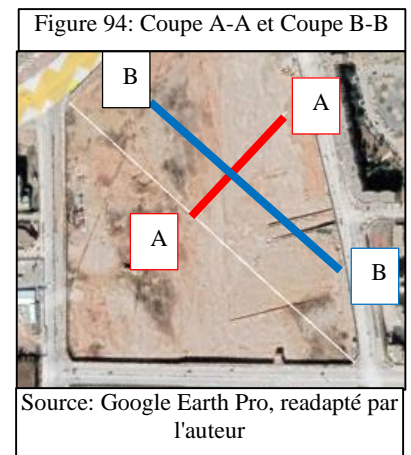 Figure 94: Coupe A-A et Coupe B-B
B
A
A
B
Source: Google Earth Pro, readapté par
l'auteur